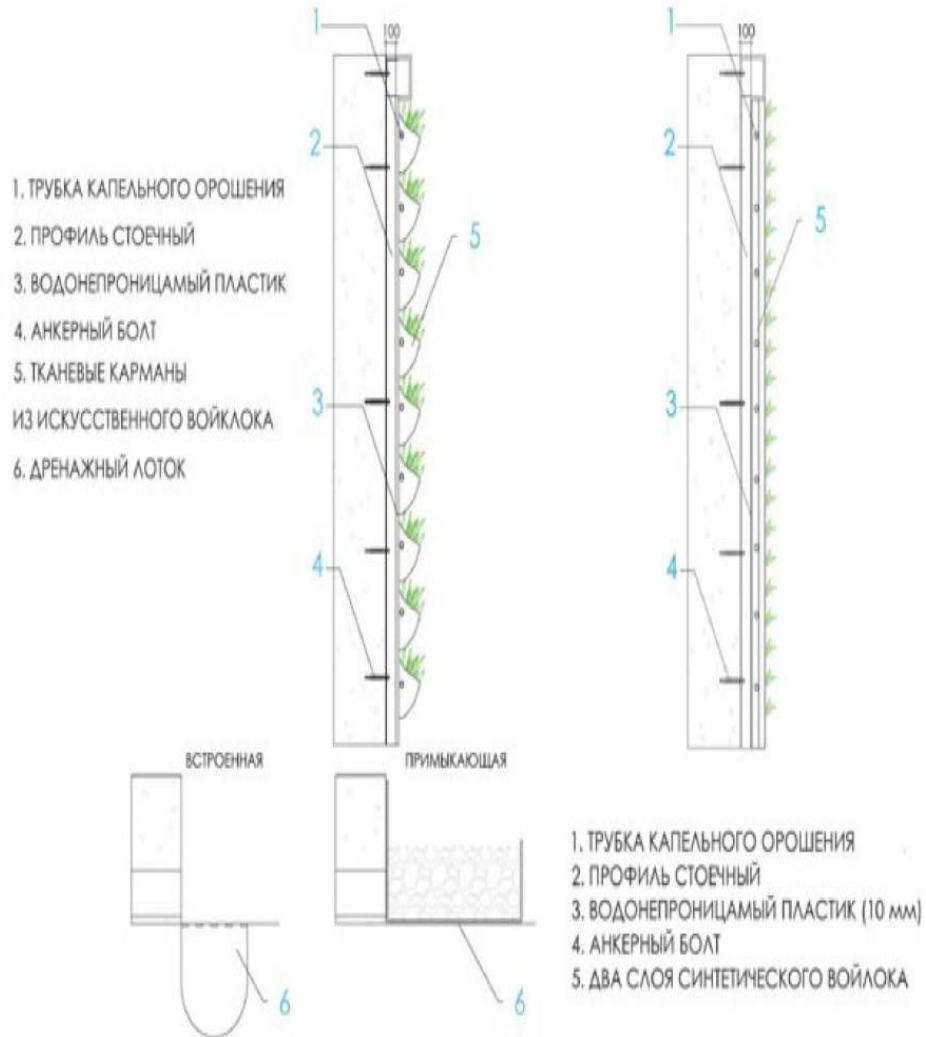 1
100
2
1. ТРУБКА КАПЕЛЬНОГО ОРОШЕНИЯ
2. ПРОФИЛЬ СТОЕЧНЫЙ
3. ВОДОНЕПРОНИЦАМЫЙ ПЛАСТИК
4. АНКЕРНЫЙ БОЛТ
5. ТКАНЕВЫЕ КАРМАНЫ
ИЗ ИСКУССТВЕННОГО ВОЙКЛОКА
6. ДРЕНАЖНЫЙ ЛОТОК
5
3
4
1
100
2
5
3
4
ВСТРОЕННАЯ
6
ПРИМЫКАЮЩАЯ
6
1. ТРУБКА КАПЕЛЬНОГО ОРОШЕНИЯ
2. ПРОФИЛЬ СТОЕЧНЫЙ
3. ВОДОНЕПРОНИЦАМЫЙ ПЛАСТИК (10 мм)
4. АНКЕРНЫЙ БОЛТ
5. ДВА СЛОЯ СИНТЕТИЧЕСКОГО ВОЙЛОКА